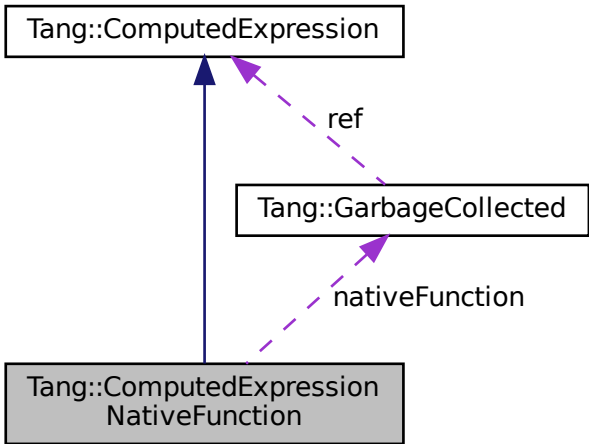 Tang::ComputedExpression
ref
Tang::GarbageCollected
nativeFunction
Tang::ComputedExpression
NativeFunction